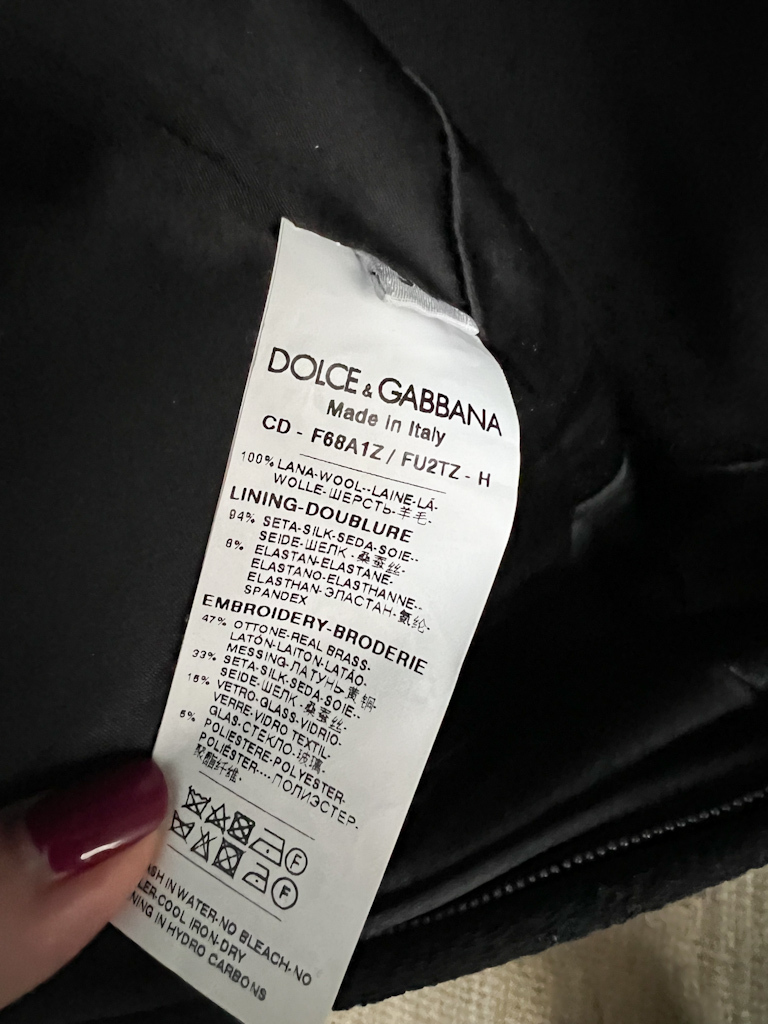 DOLCE & GABBANA
Made in Italy
CD - F68A1Z / FU2TZ - H
100% LANA-WOOL--LAINE-LÃ-
WOLLE-ШЕРСТЬ-羊毛-
LINING-DOUBLURE
94% SETA-SILK-SEDA-SOIE--
SEIDE-ШЕЛК-桑蚕丝-
6% ELASTAN-ELASTANE-
ELASTANO-ELASTHANNE--
ELASTHAN-ЭЛАСТАН-氨纶-
SPANDEX
EMBROIDERY-BRODERIE
47% OTTONE-REAL BRASS-
LATÓN-LAITON-LATÃO-
MESSING-ЛАТУНЬ-黄铜
33% SETA-SILK-SEDA-SOIE--
SEIDE-ШЕЛК-桑蚕丝-
15% VETRO-GLASS-VIDRIO-
VERRE-VIDRO TEXTIL-
GLAS-СТЕКЛО-玻璃-
5% POLIESTERE-POLYESTER-
POLIÉSTER----ПОЛИЭСТЕР-
聚酯纤维-
F
F
IN WATER-NO BLEACH-NO
COOL IRON-DRY
IN HYDRO CARBONS